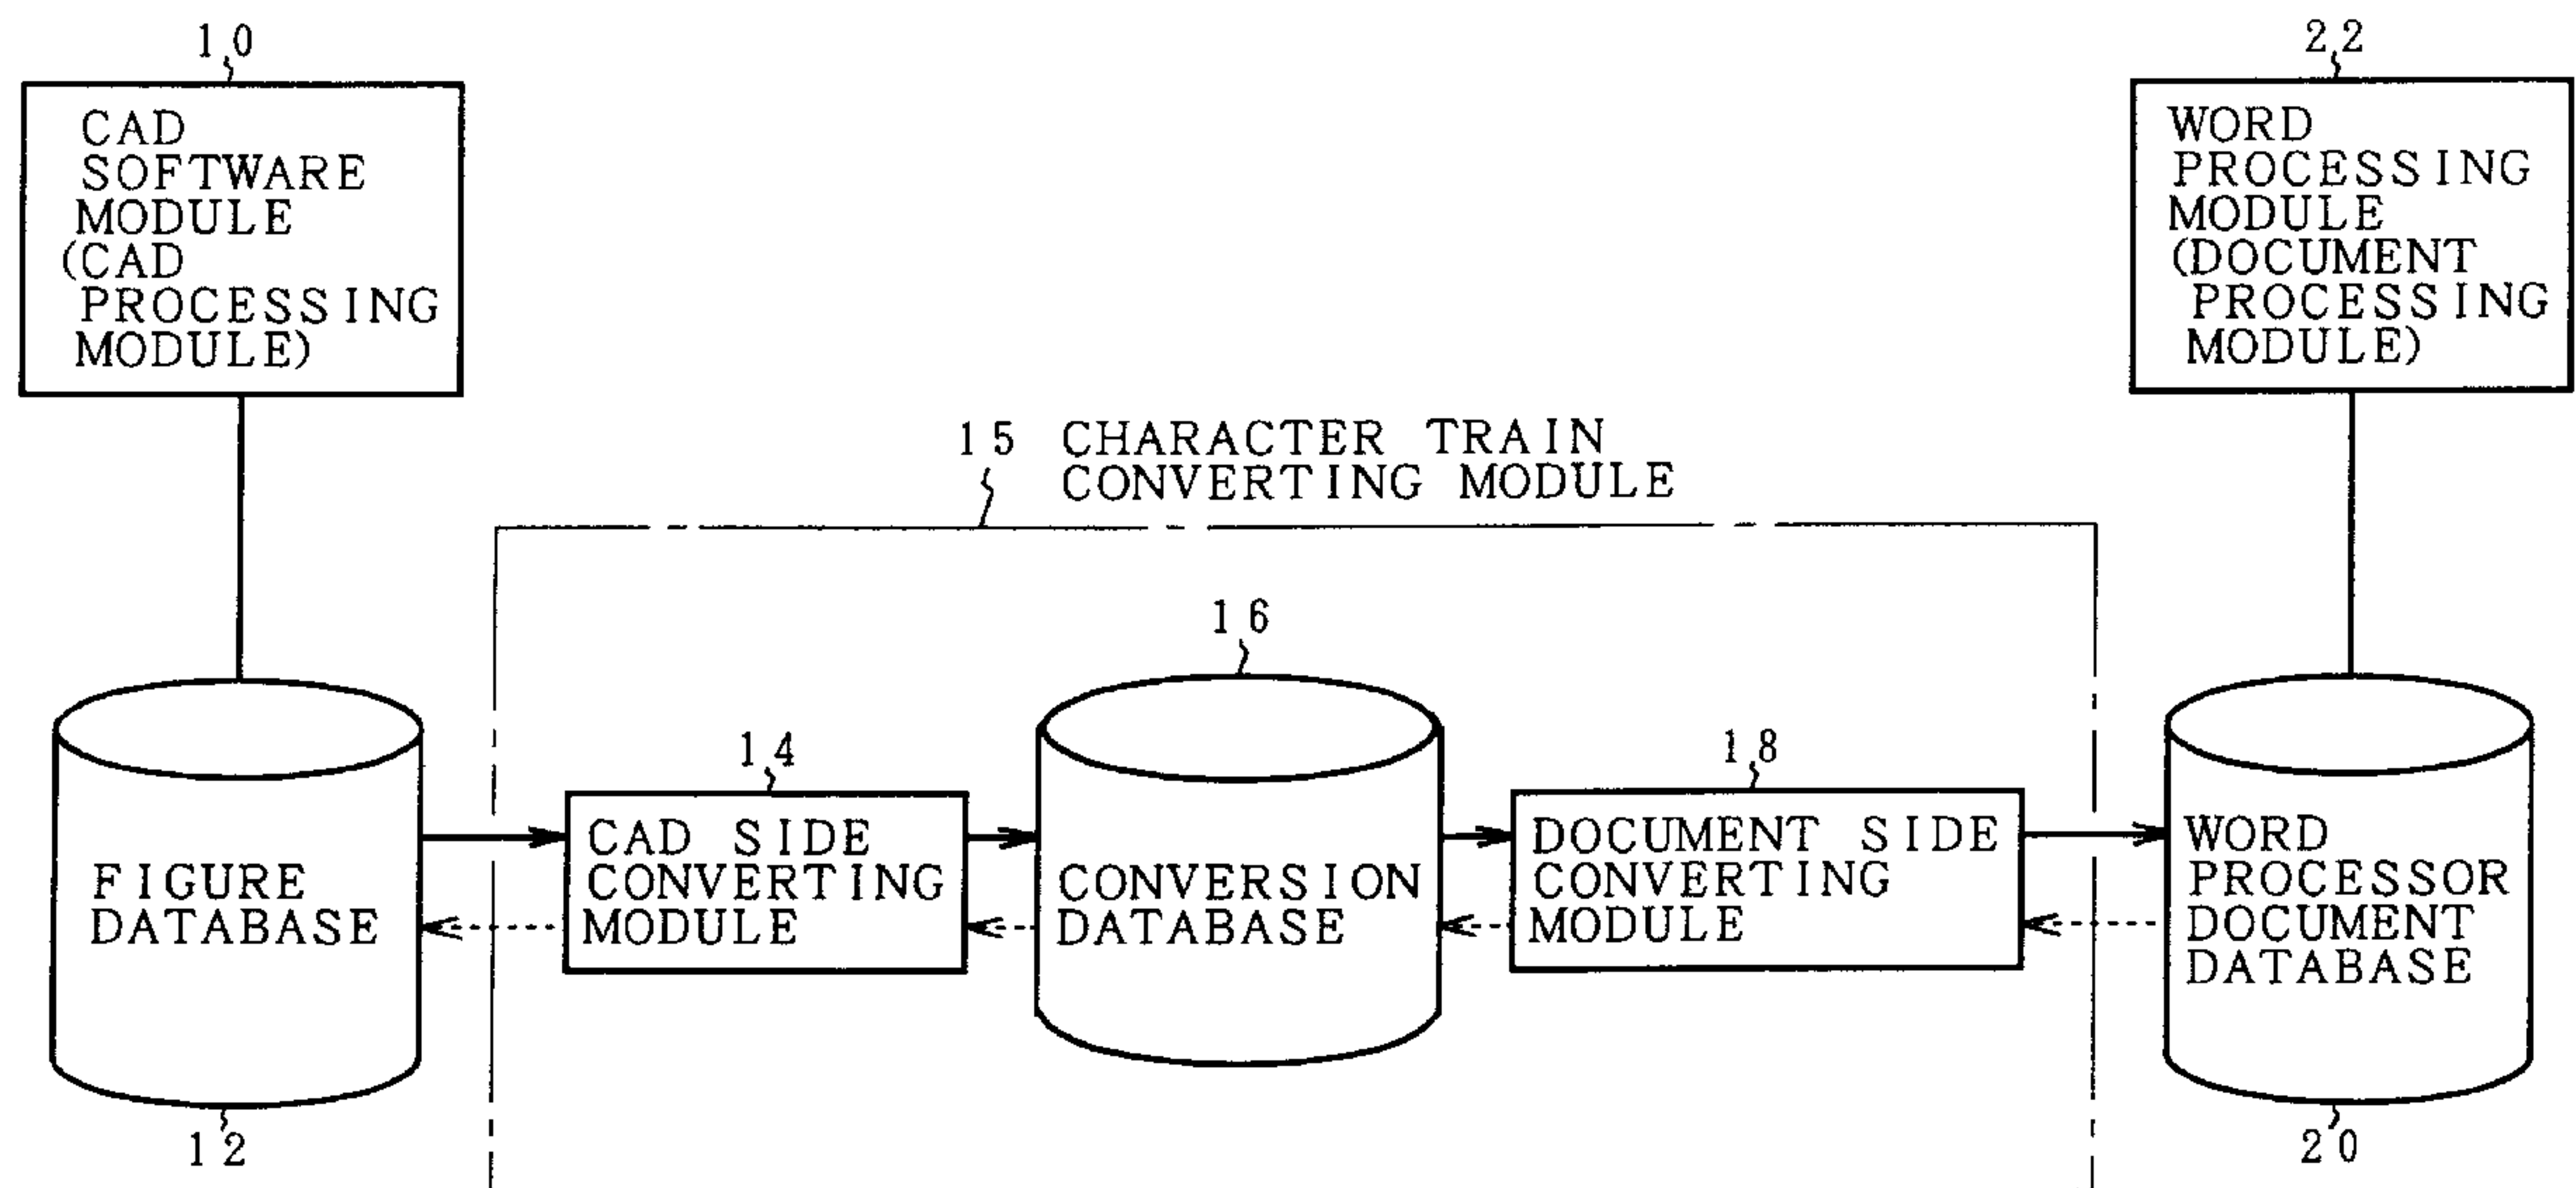 10
CAD
SOFTWARE
MODULE
(CAD
PROCESSING
MODULE)
22
WORD
PROCESSING
MODULE
(DOCUMENT
PROCESSING
MODULE)
15 CHARACTER TRAIN
CONVERTING MODULE
12
FIGURE
DATABASE
14
CAD SIDE
CONVERTING
MODULE
16
CONVERSION
DATABASE
18
DOCUMENT SIDE
CONVERTING
MODULE
WORD
PROCESSOR
DOCUMENT
DATABASE
20